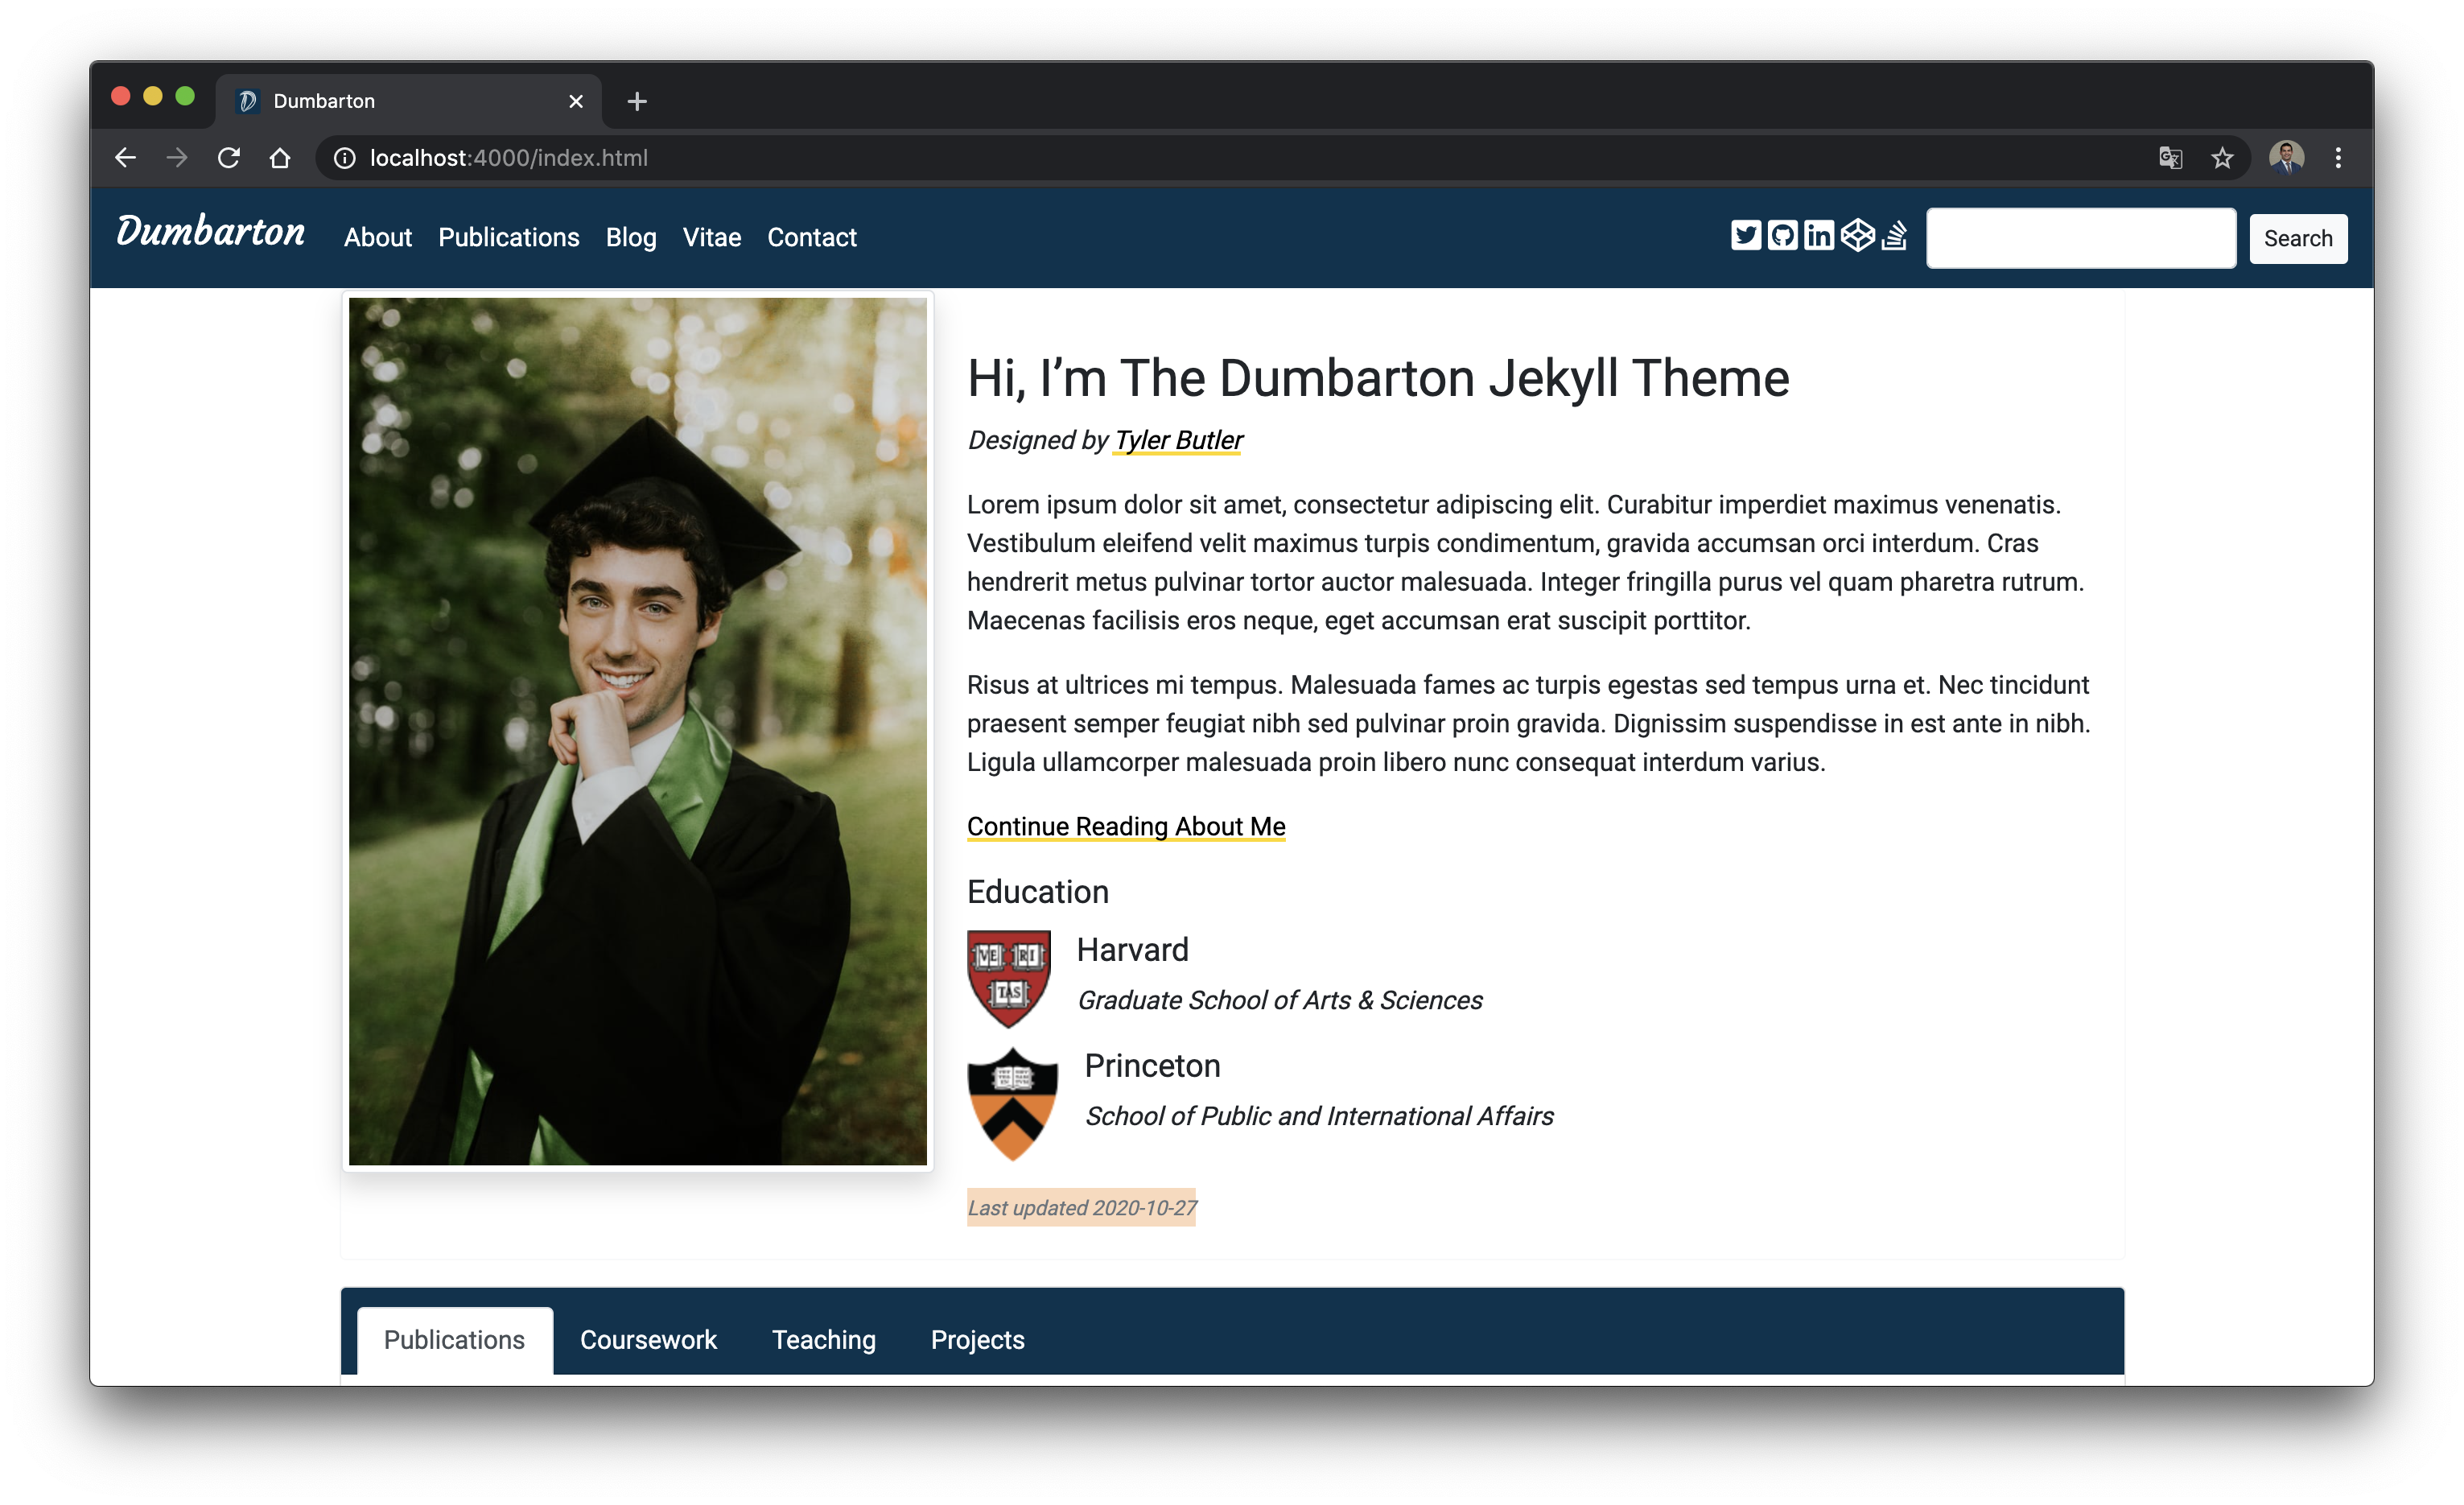 Dumbarton
localhost:4000/index.html
Dumbarton About Publications Blog Vitae Contact
Search
Hi, I’m The Dumbarton Jekyll Theme
Designed by Tyler Butler
Lorem ipsum dolor sit amet, consectetur adipiscing elit. Curabitur imperdiet maximus venenatis.
Vestibulum eleifend velit maximus turpis condimentum, gravida accumsan orci interdum. Cras
hendrerit metus pulvinar tortor auctor malesuada. Integer fringilla purus vel quam pharetra rutrum.
Maecenas facilisis eros neque, eget accumsan erat suscipit porttitor.
Risus at ultrices mi tempus. Malesuada fames ac turpis egestas sed tempus urna et. Nec tincidunt
praesent semper feugiat nibh sed pulvinar proin gravida. Dignissim suspendisse in est ante in nibh.
Ligula ullamcorper malesuada proin libero nunc consequat interdum varius.
Continue Reading About Me
Education
VE RI
TAS
Harvard
Graduate School of Arts & Sciences
Princeton
School of Public and International Affairs
Last updated 2020-10-27
Publications Coursework Teaching Projects